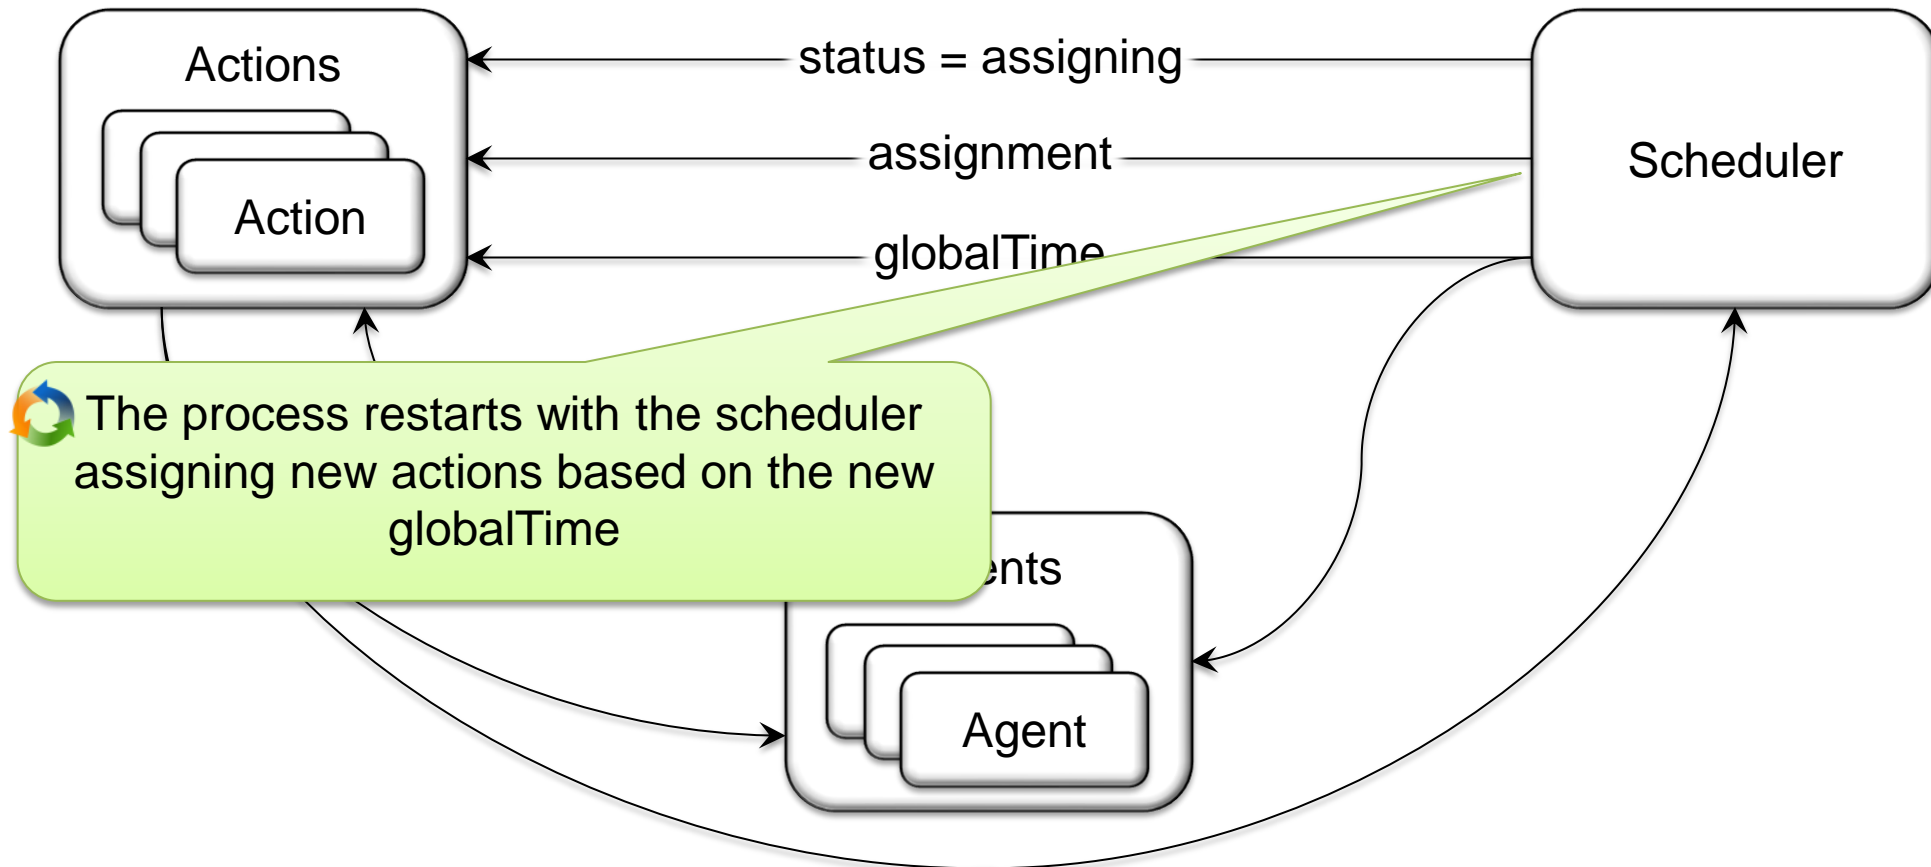 Actions
status = assigning
assignment
Scheduler
Action
globalTime
The process restarts with the scheduler
assigning new actions based on the new
globalTime
ents
Agent